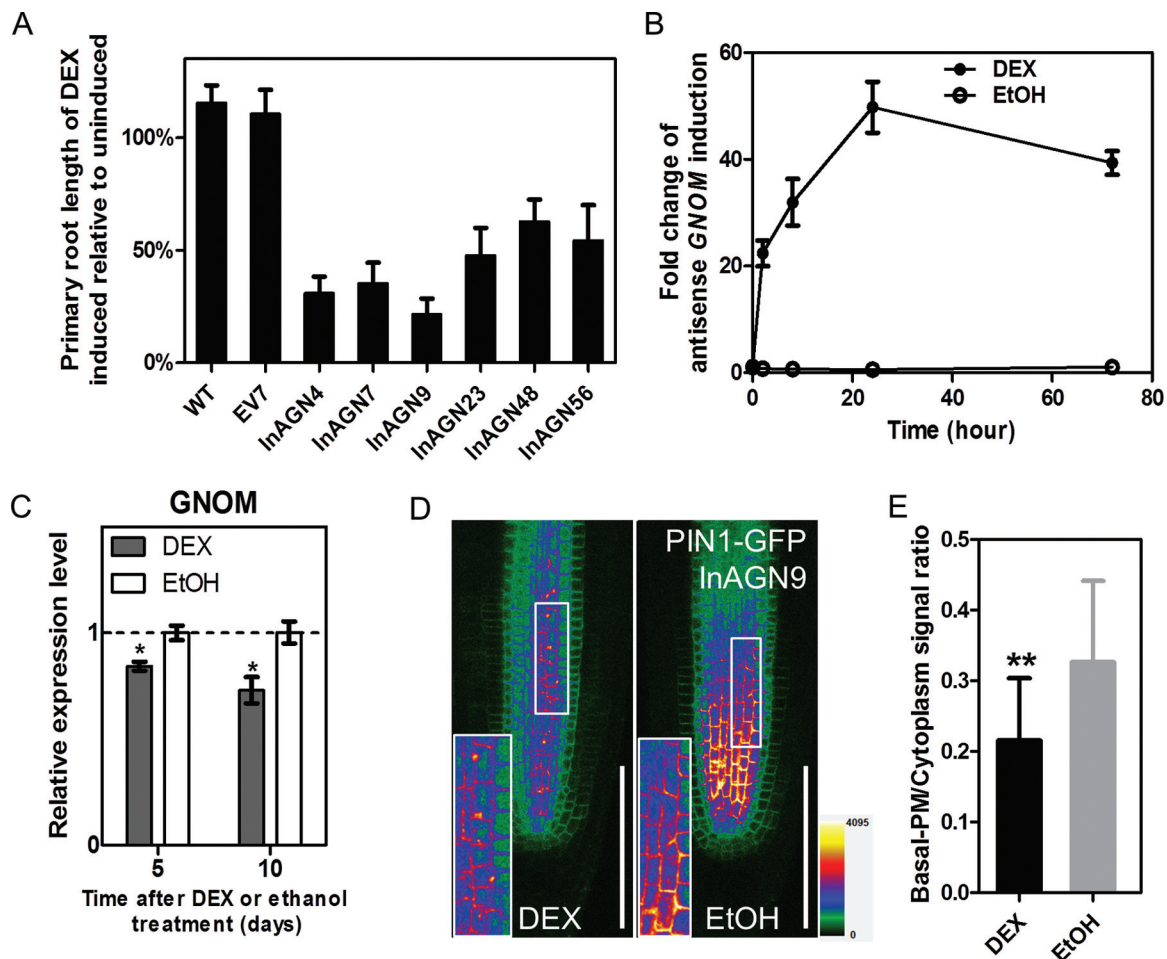 A
Primary root length of DEX
induced relative to uninduced
100%
50%
0%
WT
EV7
InAGN4
InAGN7
InAGN9
InAGN23
InAGN48
InAGN56
B
Fold change of
antisense GNOM induction
60
40
20
0
DEX
EtOH
0
20
40
60
80
Time (hour)
C
GNOM
Relative expression level
1
0
DEX
EtOH
*
*
5
10
Time after DEX or ethanol
treatment (days)
D
PIN1-GFP
InAGN9
DEX
EtOH
4095
0
E
Basal-PM/Cytoplasm signal ratio
0.5
0.4
0.3
0.2
0.1
0.0
**
DEX
EtOH